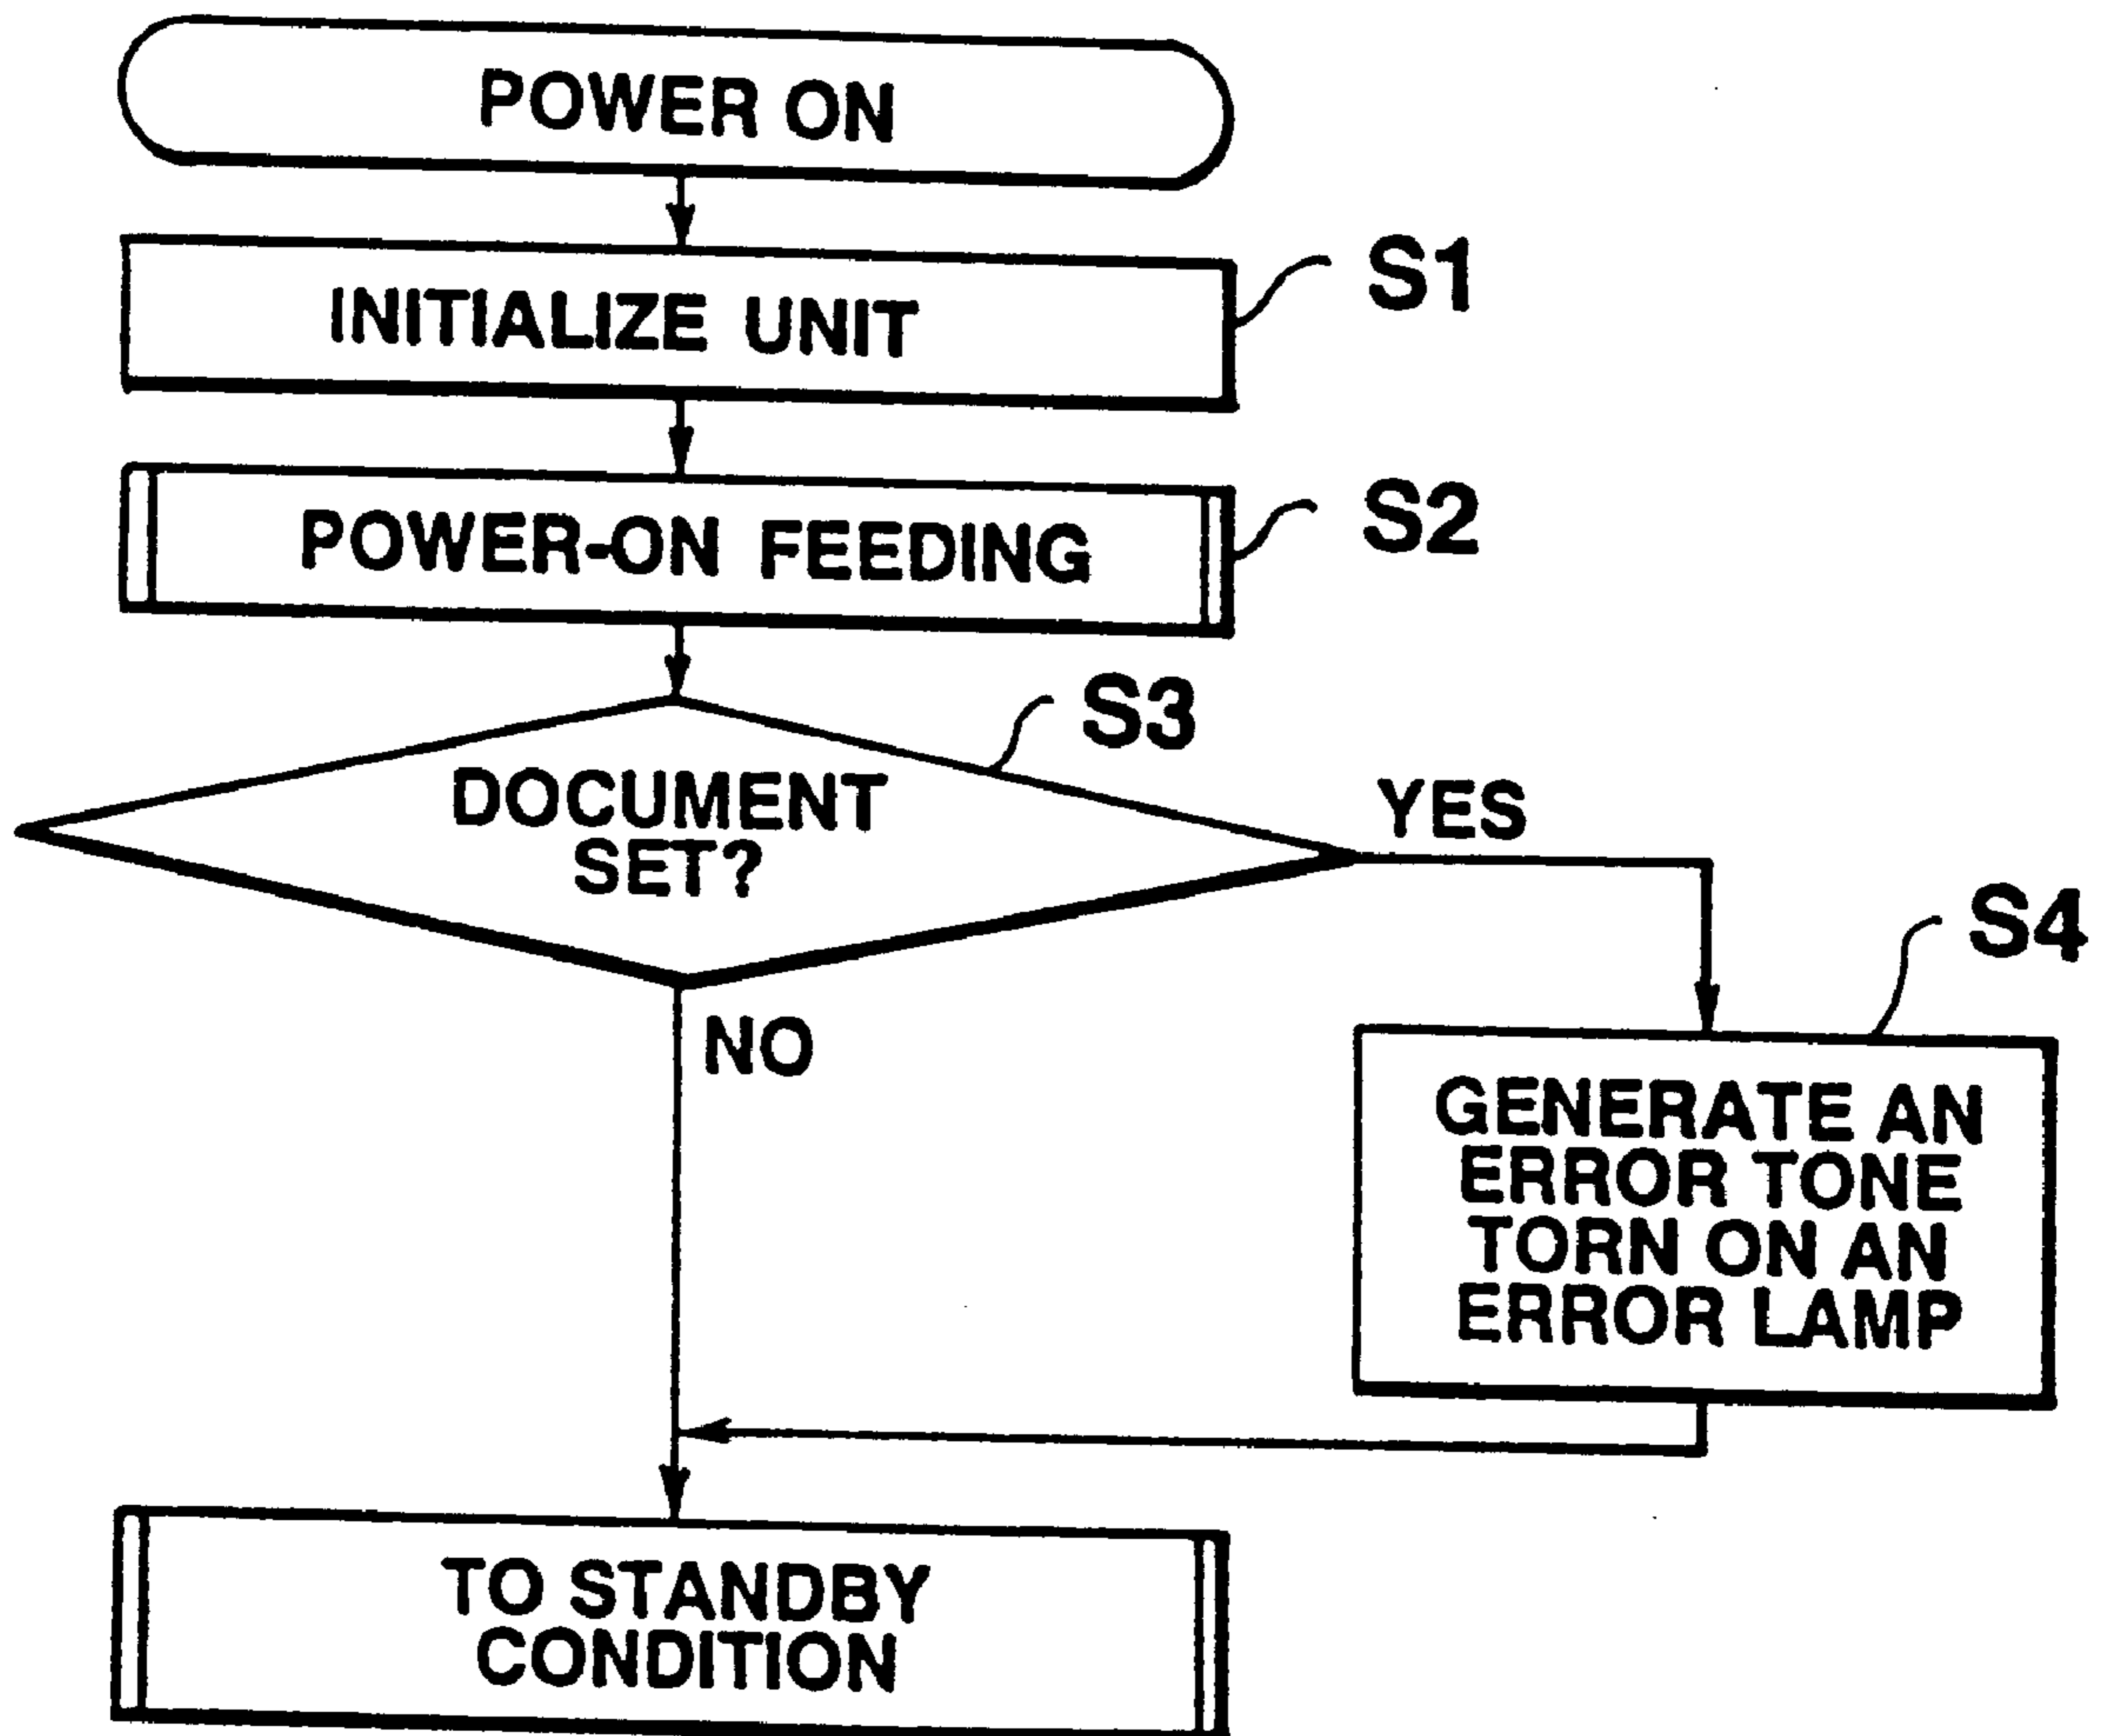 POWER ON
INITIALIZE UNIT
S1
POWER-ON FEEDING
S2
S3
DOCUMENT
SET?
YES
NO
S4
GENERATE AN
ERROR TONE
TORN ON AN
ERROR LAMP
TO STANDBY
CONDITION